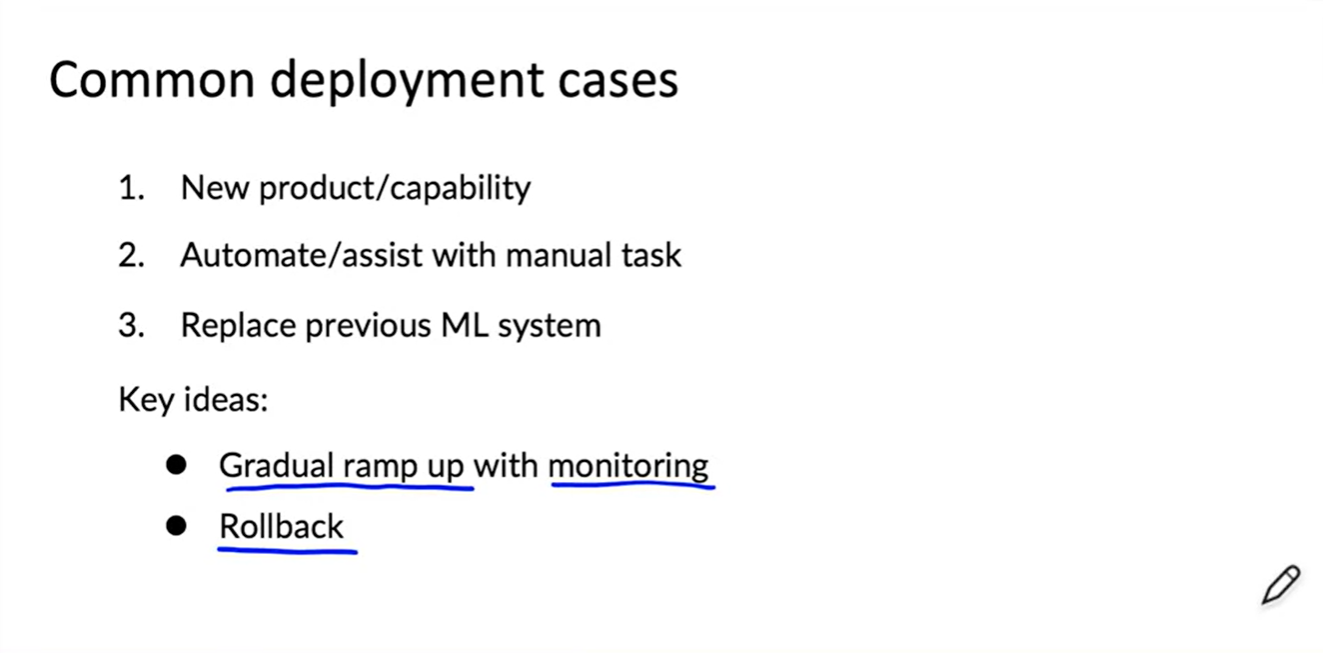 Common deployment cases
1. New product/capability
2. Automate/assist with manual task
3. Replace previous ML system
Key ideas:
● Gradual ramp up with monitoring
● Rollback